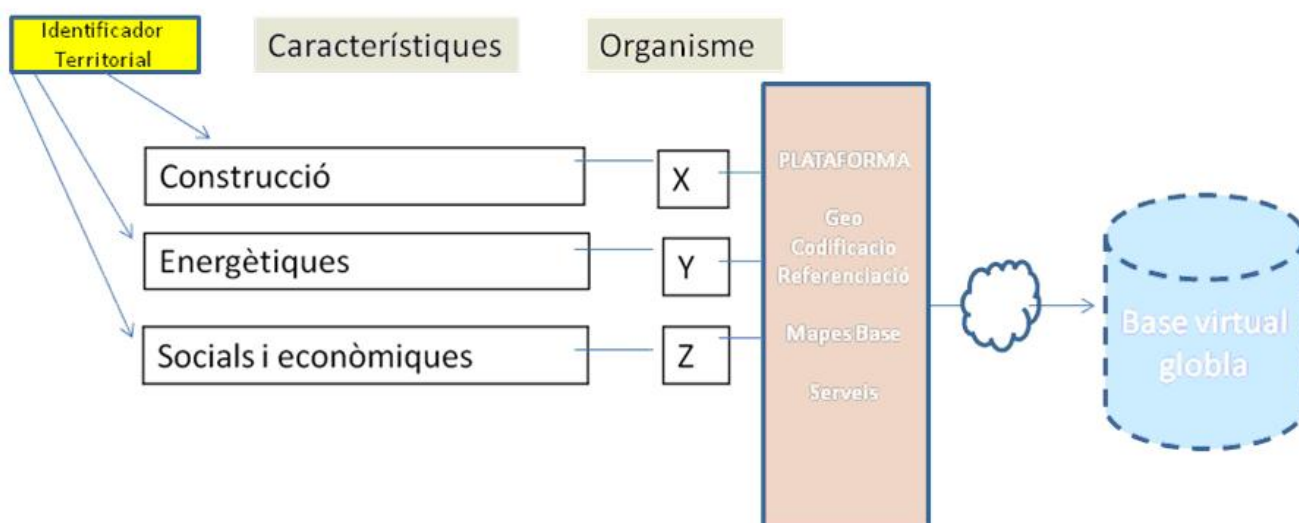 Identificador
Territorial
Característiques
Organisme
Construcció
X
Energètiques
Y
Socials i econòmiques
Z
PLATAFORMA
Geo
Codificacio
Referenciació
Mapes Base
Serveis
Base virtual
globla